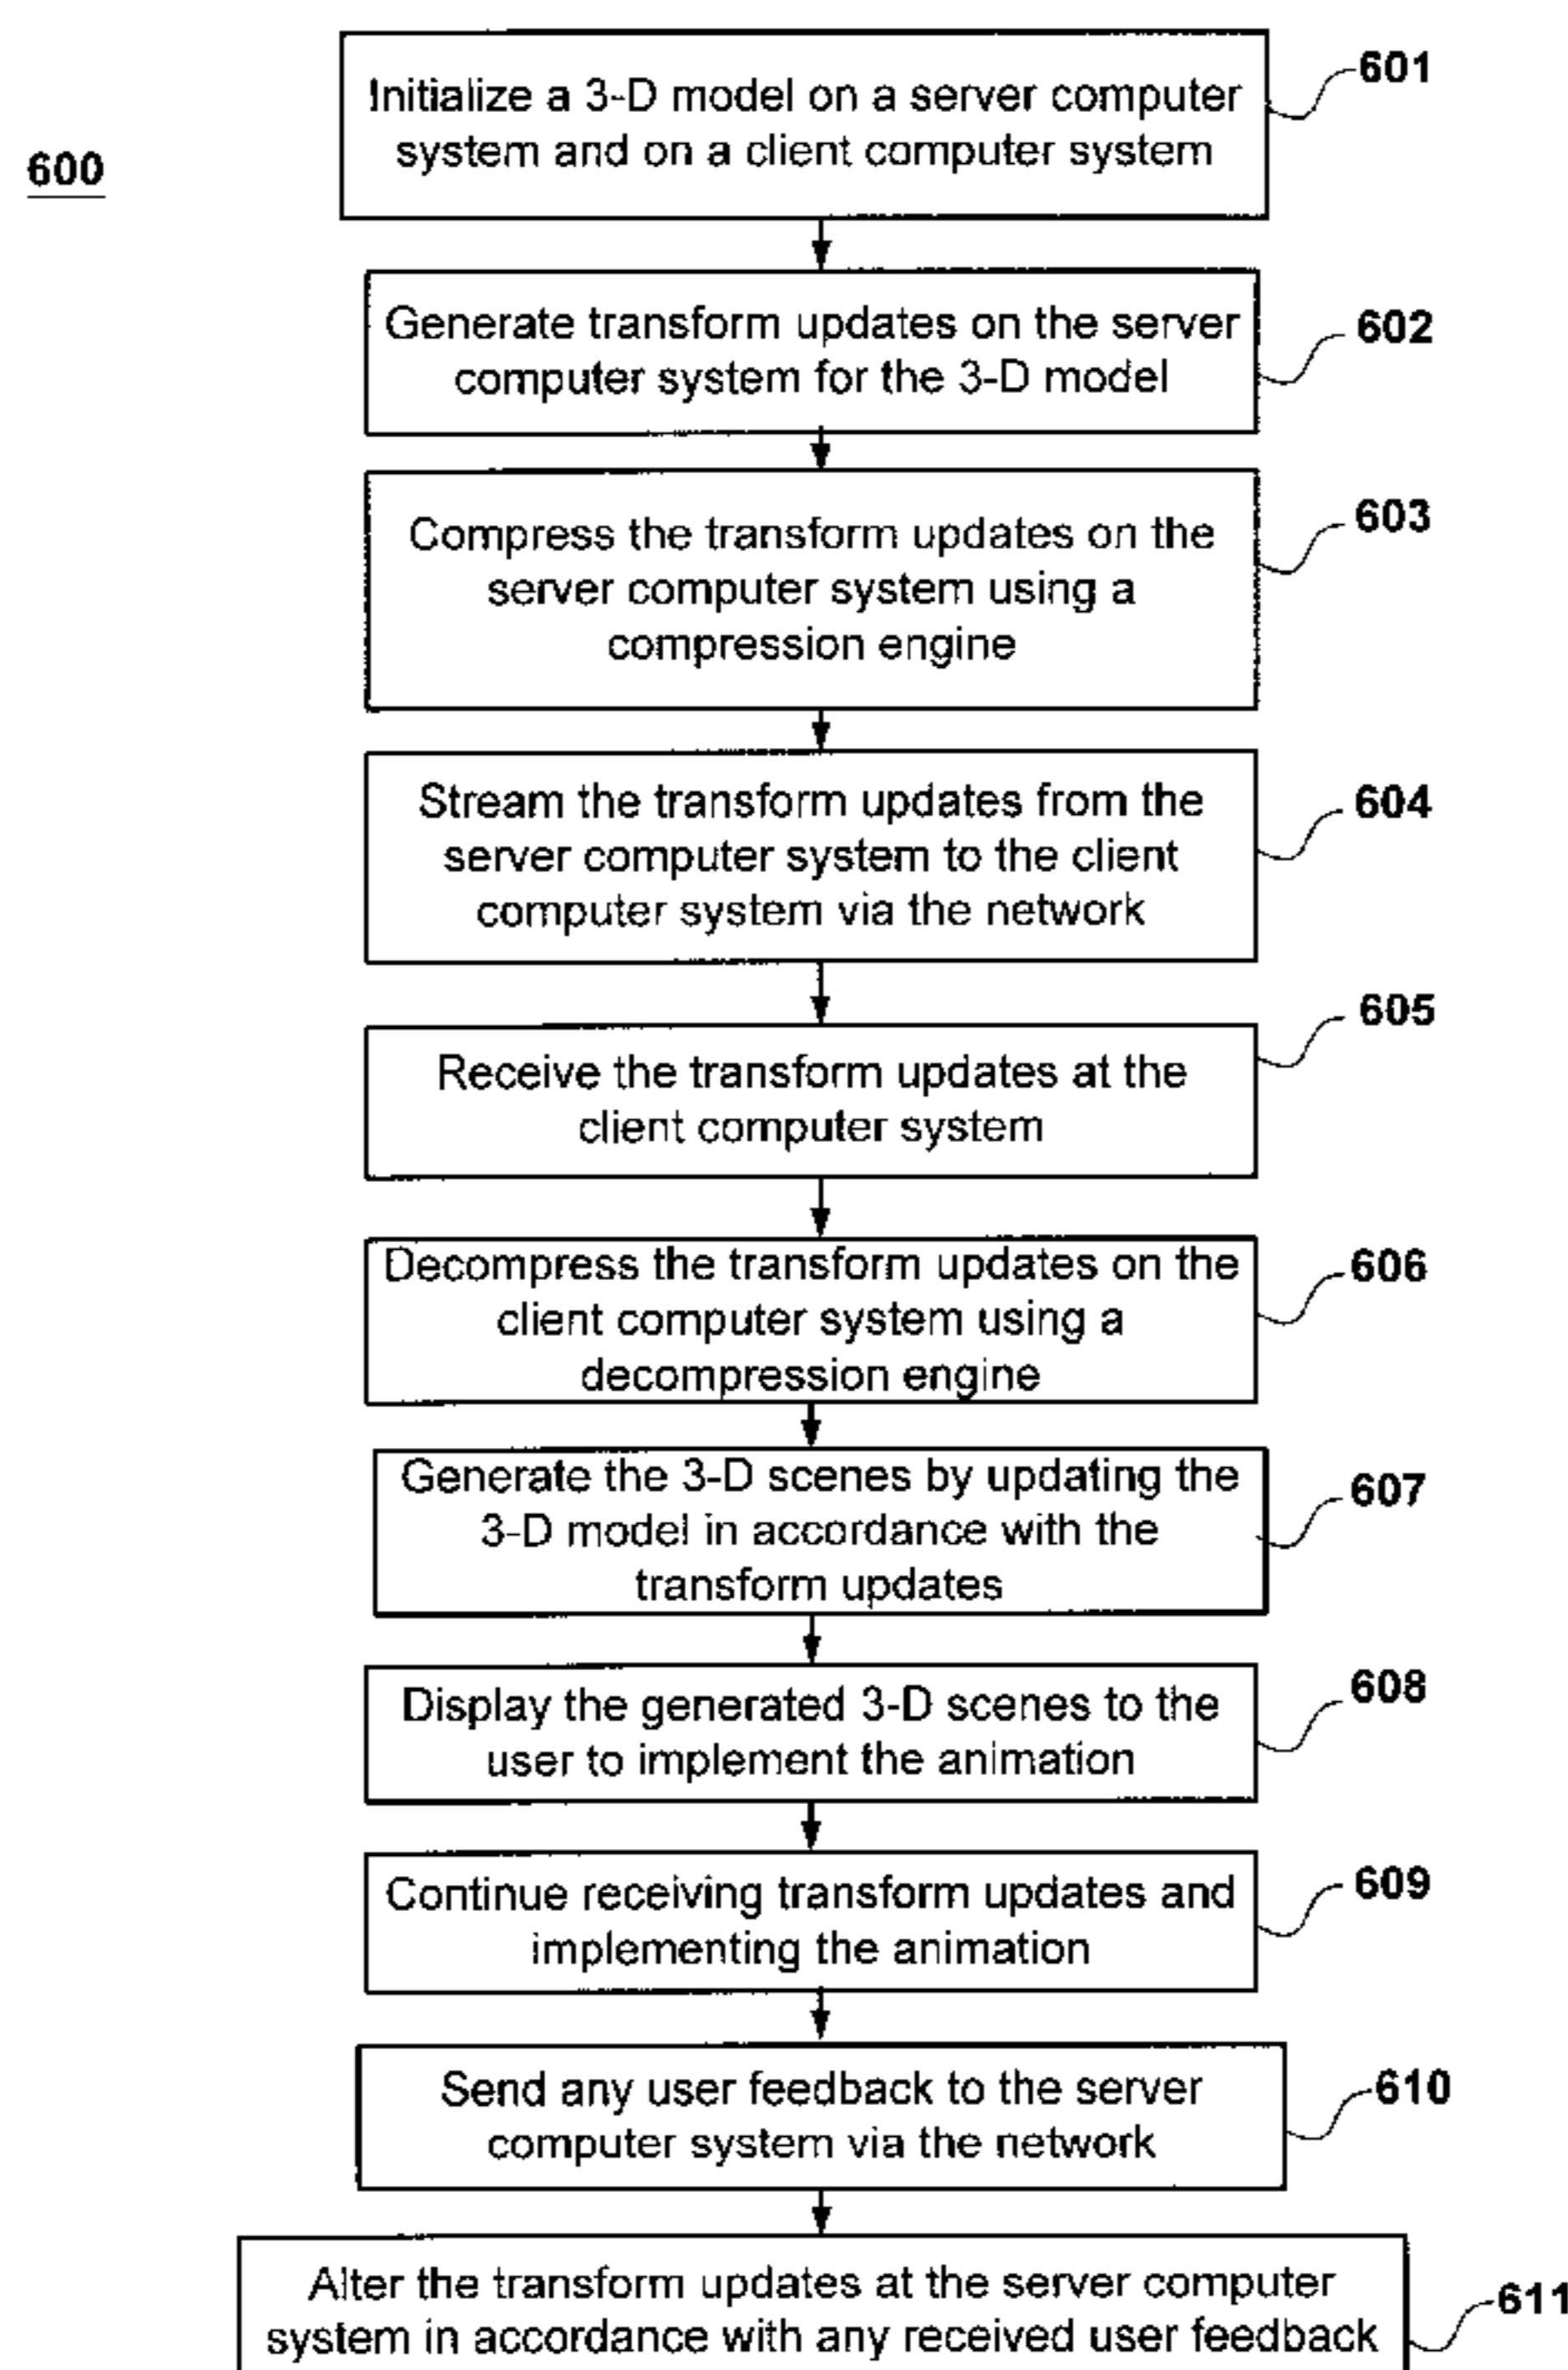 600
Initialize a 3-D model on a server computer
system and on a client computer system
601
Generate transform updates on the server
computer system for the 3-D model
602
Compress the transform updates on the
server computer system using a
compression engine
603
Stream the transform updates from the
server computer system to the client
computer system via the network
604
Receive the transform updates at the
client computer system
605
Decompress the transform updates on the
client computer system using a
decompression engine
606
Generate the 3-D scenes by updating the
3-D model in accordance with the
transform updates
607
Display the generated 3-D scenes to the
user to implement the animation
608
Continue receiving transform updates and
implementing the animation
609
Send any user feedback to the server
computer system via the network
610
Alter the transform updates at the server computer
system in accordance with any received user feedback
611